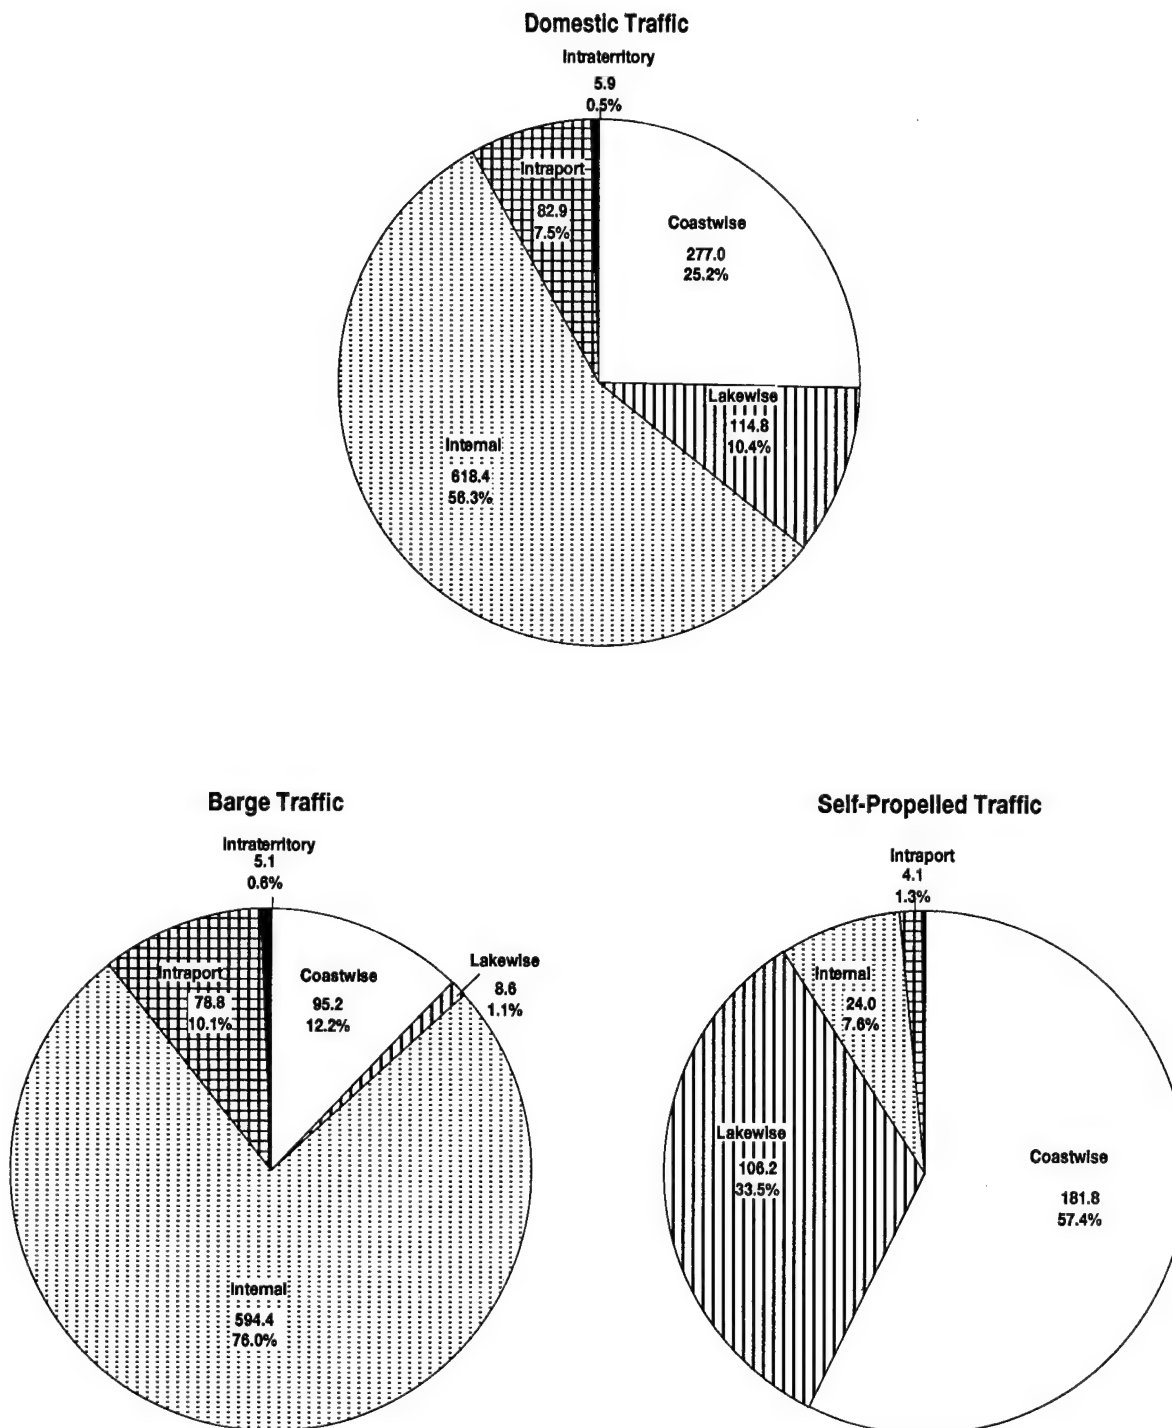 Domestic Traffic
Intraterritory
5.9
0.5%
Intraport
82.9
7.5%
Coastwise
277.0
25.2%
Lakewise
114.8
10.4%
Internal
618.4
56.3%
Barge Traffic
Intraterritory
5.1
0.6%
Intraport
78.8
10.1%
Coastwise
95.2
12.2%
Lakewise
8.6
1.1%
Internal
594.4
76.0%
Self-Propelled Traffic
Intraport
4.1
1.3%
Internal
24.0
7.6%
Lakewise
106.2
33.5%
Coastwise
181.8
57.4%